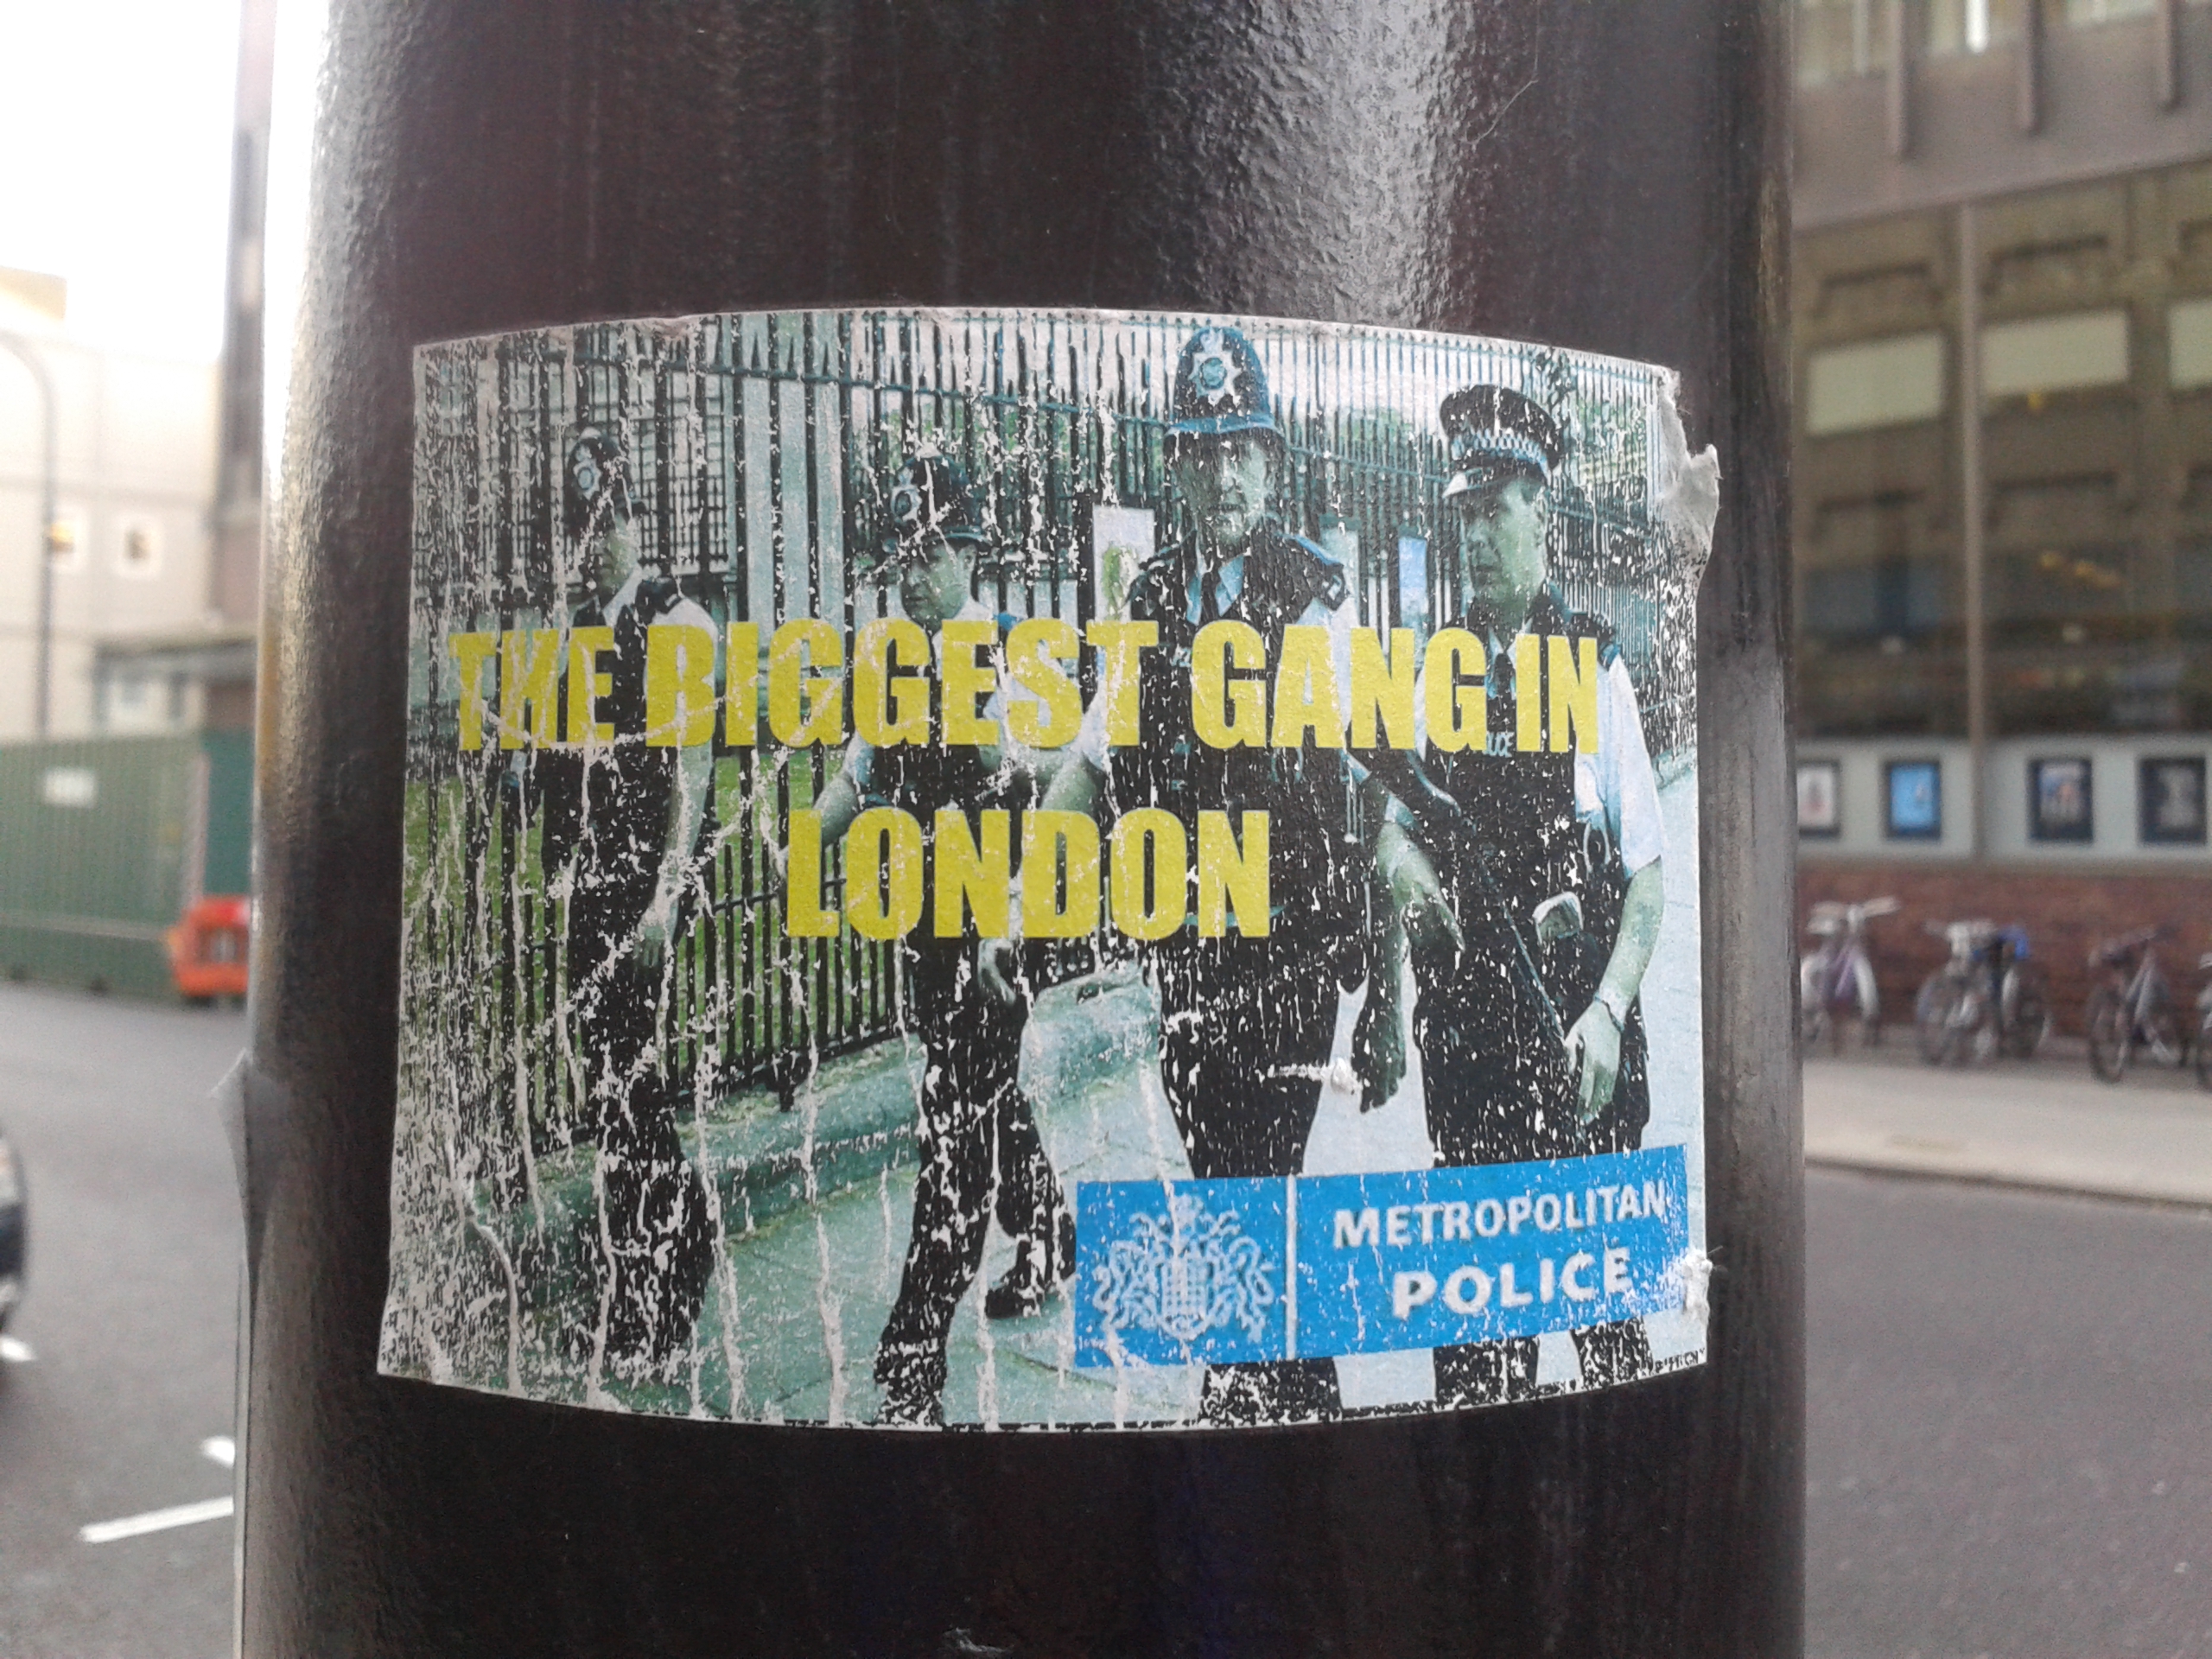 THE BIGGEST GANG IN
LONDON
METROPOLITAN
POLICE